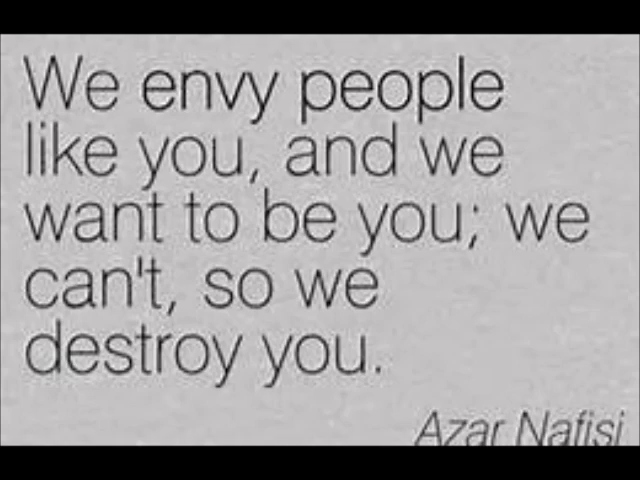 We envy people
like you, and we
want to be you; we
can't, so we
destroy you.
Azar Nafisi